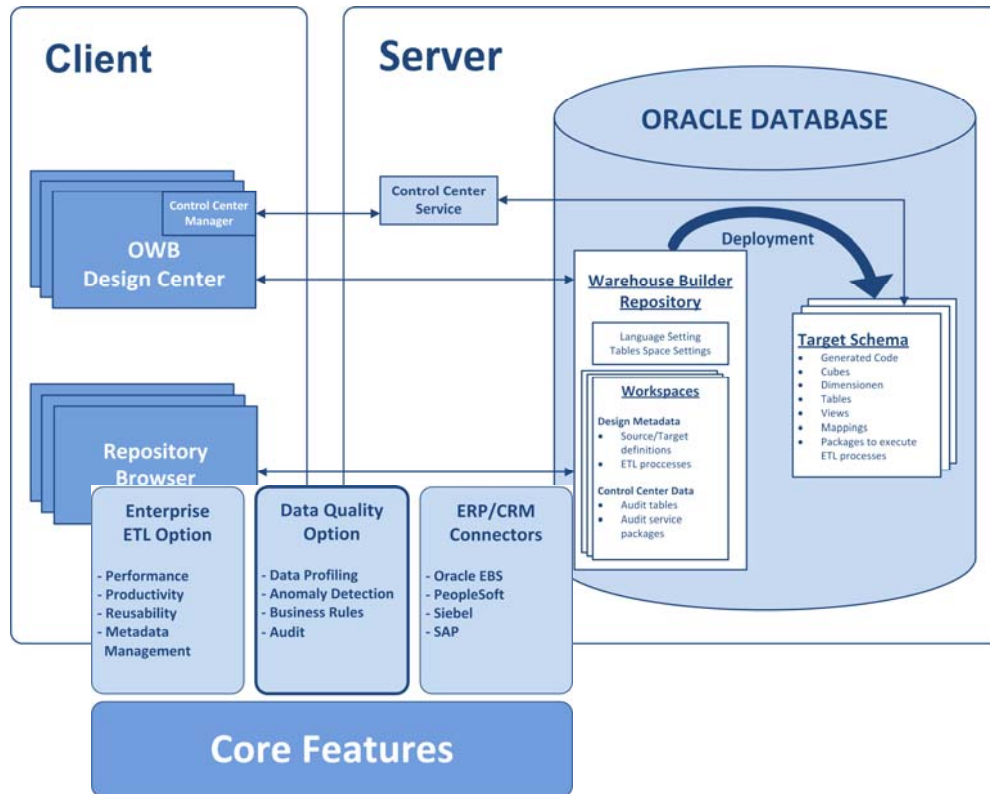 Client
Server
ORACLE DATABASE
Control Center
Manager
OWB
Design Center
Control Center
Service
Deployment
Warehouse Builder
Repository
Language Setting
Tables Space Settings
Workspaces
Design Metadata
• Source/Target
definitions
• ETL proccesses
Control Center Data
• Audit tables
• Audit service
packages
Target Schema
• Generated Code
• Cubes
• Dimensionen
• Tables
• Views
• Mappings
• Packages to execute
ETL processes
Repository
Browser
Enterprise
ETL Option
- Performance
- Productivity
- Reusability
- Metadata
Management
Data Quality
Option
- Data Profiling
- Anomaly Detection
- Business Rules
- Audit
ERP/CRM
Connectors
- Oracle EBS
- PeopleSoft
- Siebel
- SAP
Core Features